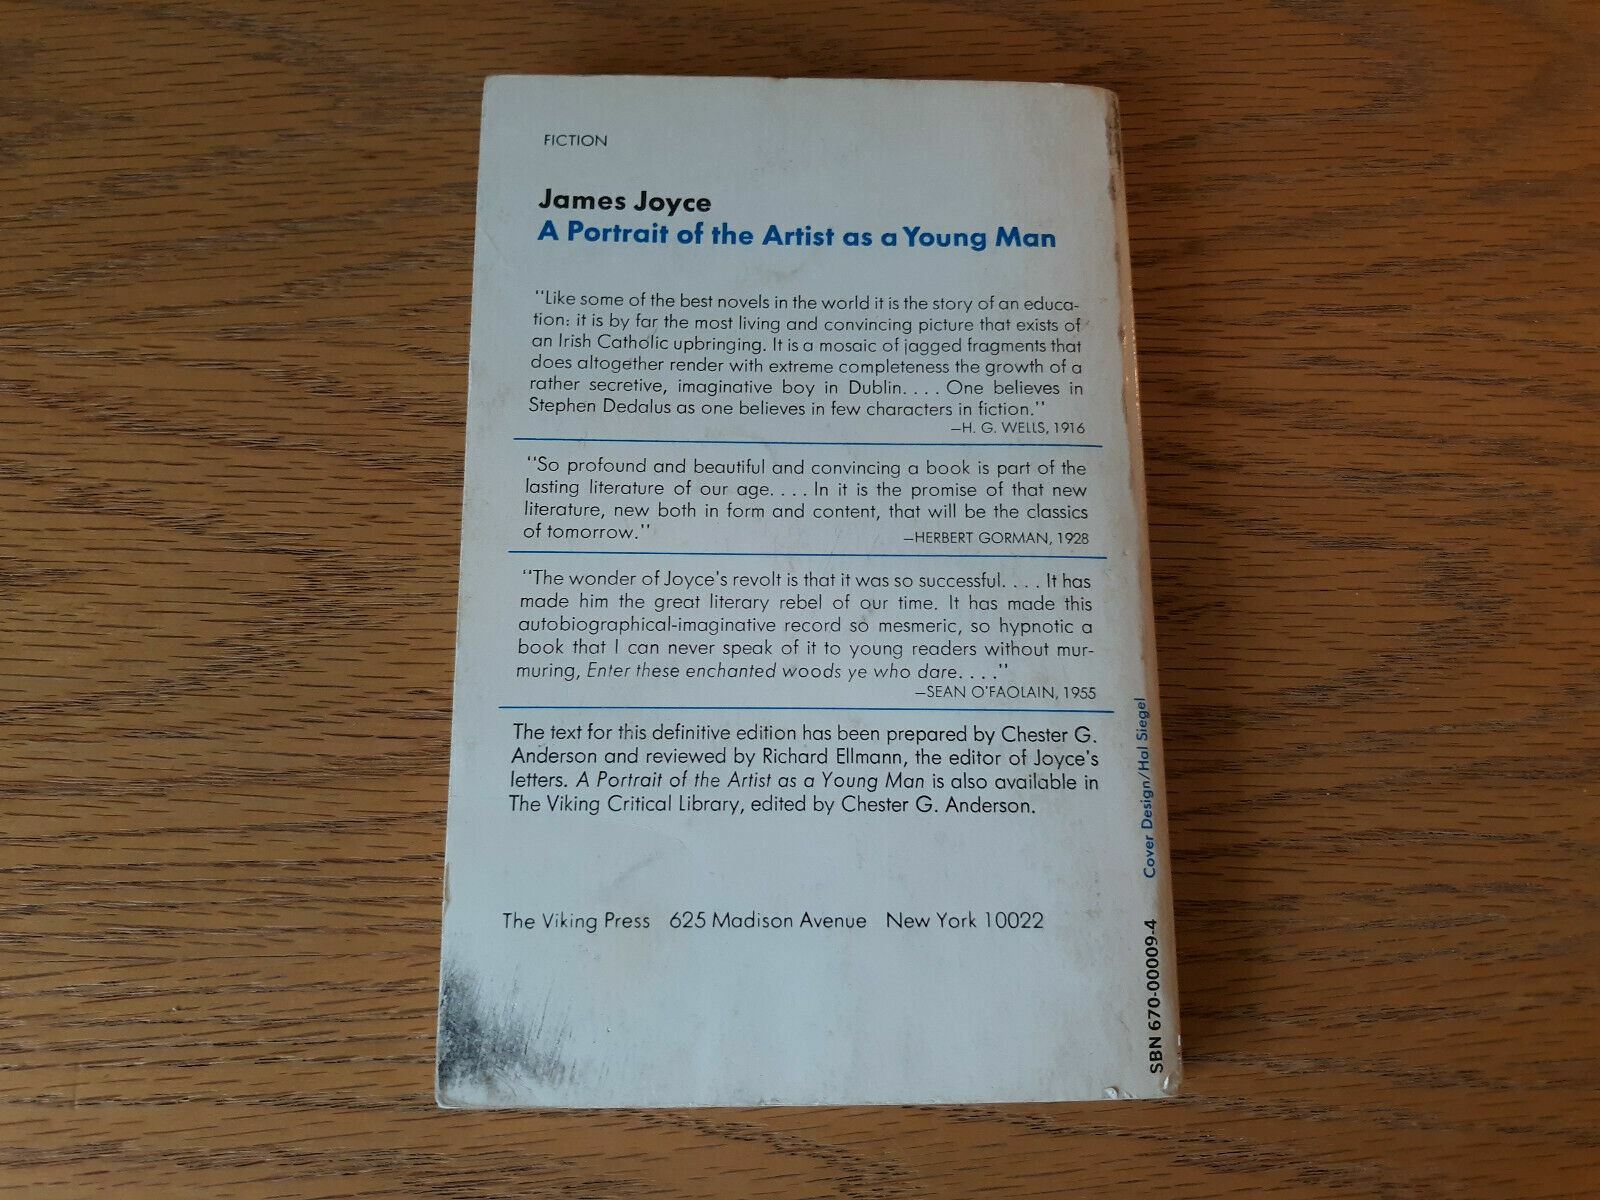 FICTION
James Joyce
A Portrait of the Artist as a Young Man
"Like some of the best novels in the world it is the story of an educa-
tion: it is by far the most living and convincing picture that exists of
an Irish Catholic upbringing. It is a mosaic of jagged fragments that
does altogether render with extreme completeness the growth of a
rather secretive, imaginative boy in Dublin. . . . One believes in
Stephen Dedalus as one believes in few characters in fiction."
—H. G. WELLS, 1916
"So profound and beautiful and convincing a book is part of the
lasting literature of our age. . . . In it is the promise of that new
literature, new both in form and content, that will be the classics
of tomorrow."
—HERBERT GORMAN, 1928
"The wonder of Joyce's revolt is that it was so successful. . . . It has
made him the great literary rebel of our time. It has made this
autobiographical-imaginative record so mesmeric, so hypnotic a
book that I can never speak of it to young readers without mur-
muring, Enter these enchanted woods ye who dare. . . ."
—SEAN O'FAOLAIN, 1955
The text for this definitive edition has been prepared by Chester G.
Anderson and reviewed by Richard Ellmann, the editor of Joyce's
letters. A Portrait of the Artist as a Young Man is also available in
The Viking Critical Library, edited by Chester G. Anderson.
The Viking Press 625 Madison Avenue New York 10022
Cover Design/Hal Siegel
SBN 670-00009-4